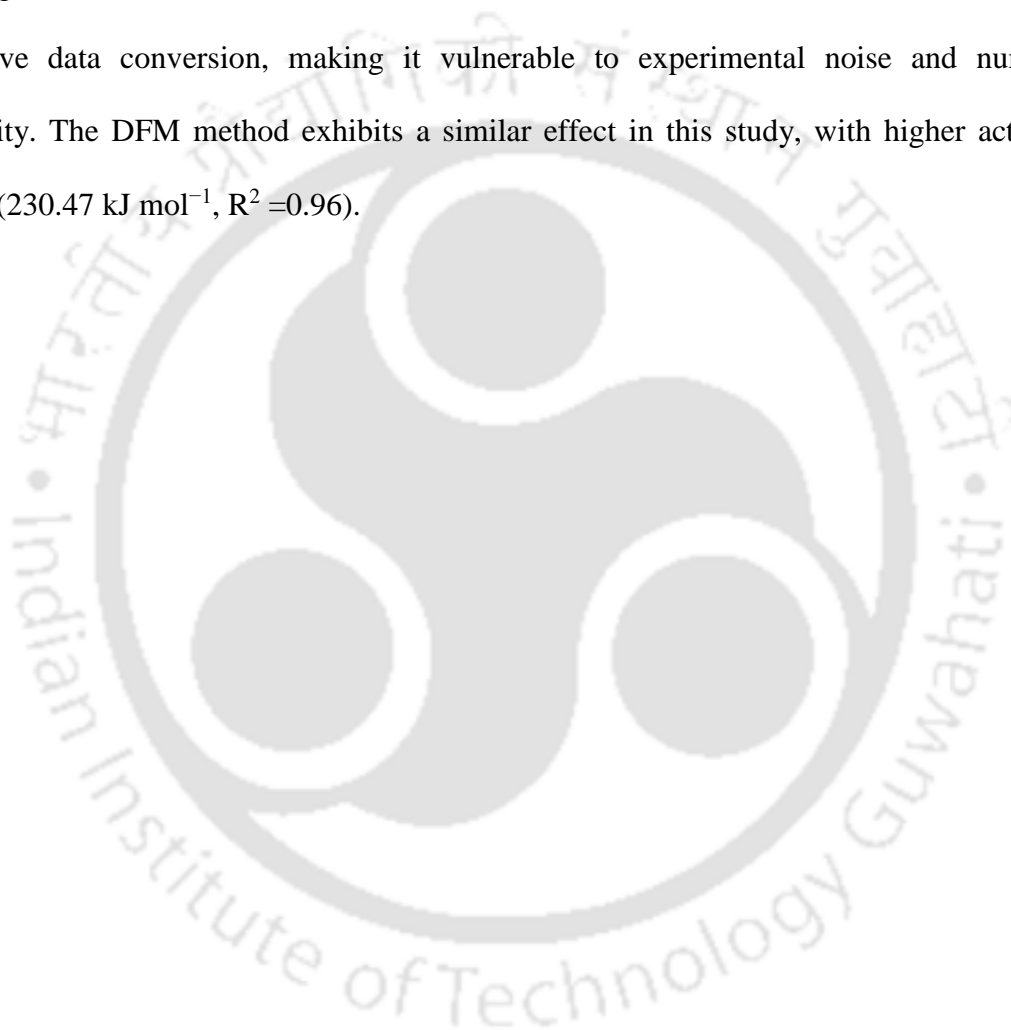 ve data conversion, making it vulnerable to experimental noise and nu
ity. The DFM method exhibits a similar effect in this study, with higher act
(230.47 kJ mol⁻¹, R² =0.96).
भारतीय प्रौद्योगिकी संस्थान गुवाहाटी
Indian Institute of Technology Guwahati